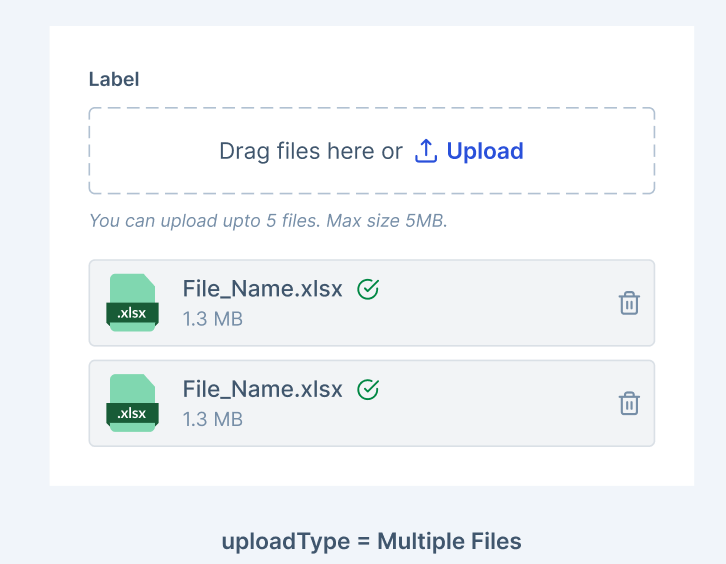 Label
Drag files here or Upload
You can upload upto 5 files. Max size 5MB.
File_Name.xlsx
.xlsx
1.3 MB
File_Name.xlsx
.xlsx
1.3 MB
uploadType = Multiple Files